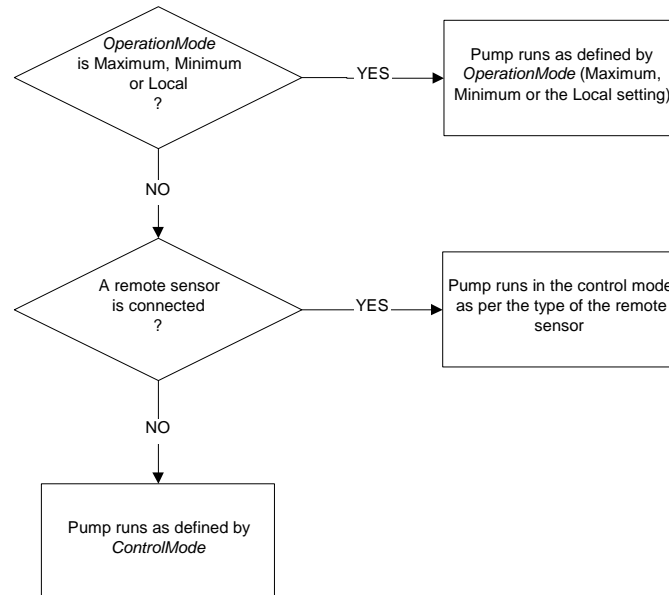 OperationMode
is Maximum, Minimum
or Local
?
YES
Pump runs as defined by
OperationMode (Maximum,
Minimum or the Local setting)
NO
A remote sensor
is connected
?
YES
Pump runs in the control mode
as per the type of the remote
sensor
NO
Pump runs as defined by
ControlMode